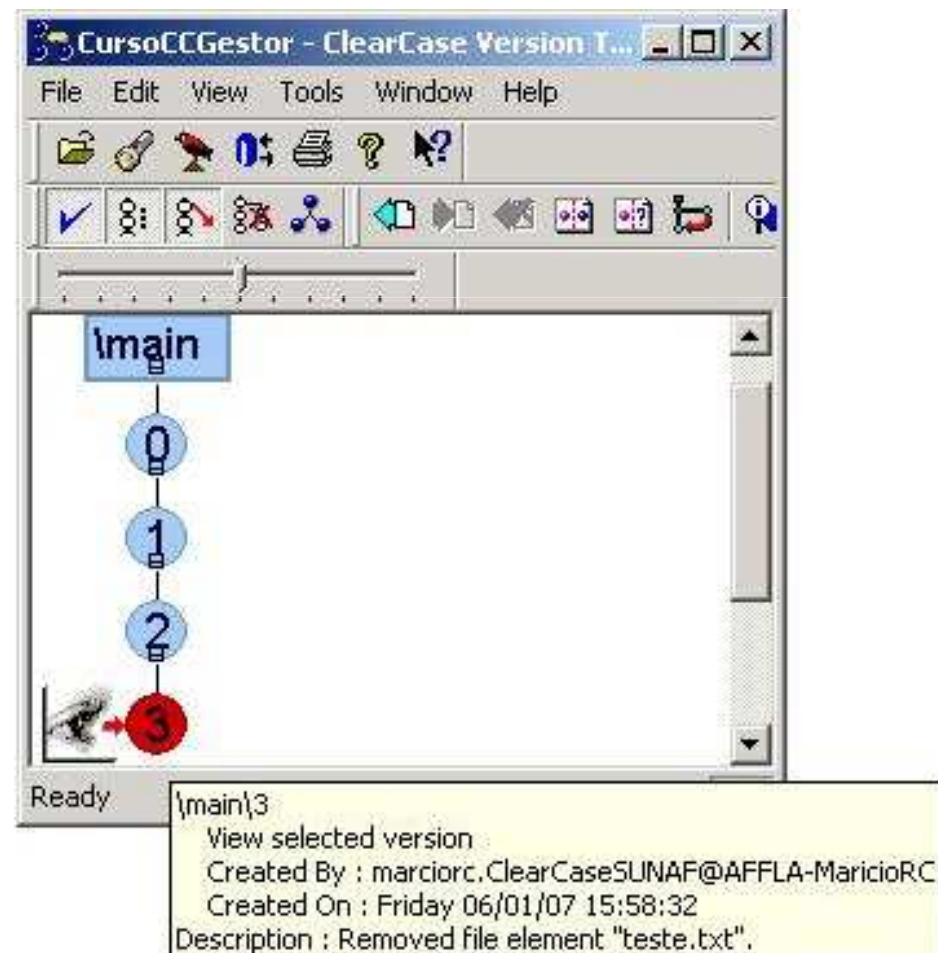 CursoCCGestor - ClearCase Version T...
File Edit View Tools Window Help
\main
0
1
2
3
Ready
\main\3
View selected version
Created By : marciorc.ClearCaseSUNAF@AFFLA-MaricioRC
Created On : Friday 06/01/07 15:58:32
Description : Removed file element "teste.txt".